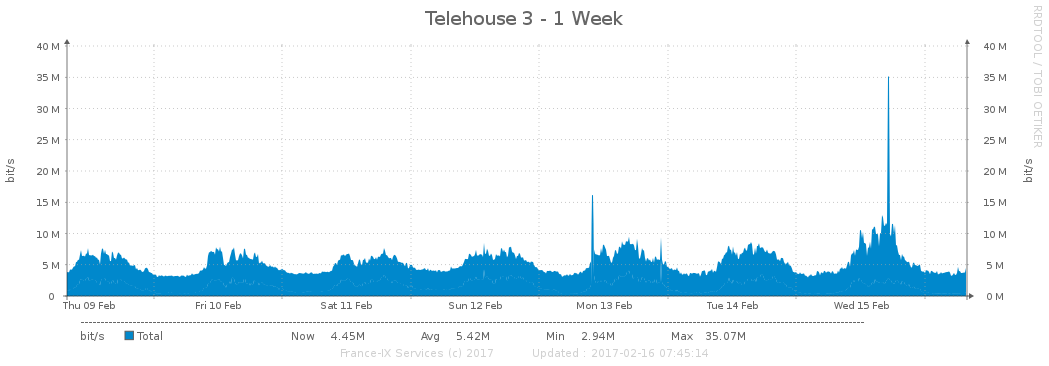 Telehouse 3 - 1 Week
RRDTOOL / TOBI OETIKER
40 M 40 M
35 M 35 M
30 M 30 M
25 M 25 M
20 M 20 M
15 M 15 M
10 M 10 M
5 M 5 M
0 0 M
bit/s
bit/s
Thu 09 Feb Fri 10 Feb Sat 11 Feb Sun 12 Feb Mon 13 Feb Tue 14 Feb Wed 15 Feb
bit/s Total Now 4.45M Avg 5.42M Min 2.94M Max 35.07M
France-IX Services (c) 2017 Updated : 2017-02-16 07:45:14